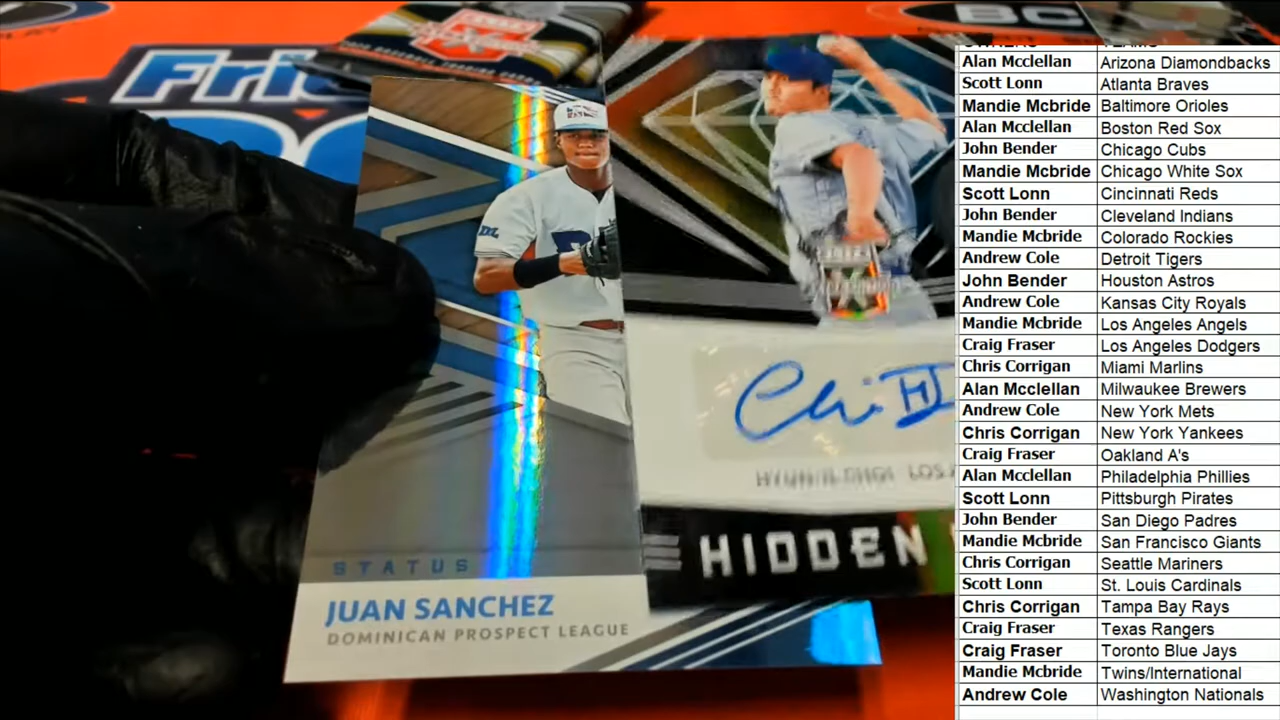 Fri
BC
STATUS
JUAN SANCHEZ
DOMINICAN PROSPECT LEAGUE
HIDDEN
OWNERS TEAMS
Alan Mcclellan Arizona Diamondbacks
Scott Lonn Atlanta Braves
Mandie Mcbride Baltimore Orioles
Alan Mcclellan Boston Red Sox
John Bender Chicago Cubs
Mandie Mcbride Chicago White Sox
Scott Lonn Cincinnati Reds
John Bender Cleveland Indians
Mandie Mcbride Colorado Rockies
Andrew Cole Detroit Tigers
John Bender Houston Astros
Andrew Cole Kansas City Royals
Mandie Mcbride Los Angeles Angels
Craig Fraser Los Angeles Dodgers
Chris Corrigan Miami Marlins
Alan Mcclellan Milwaukee Brewers
Andrew Cole New York Mets
Chris Corrigan New York Yankees
Craig Fraser Oakland A's
Alan Mcclellan Philadelphia Phillies
Scott Lonn Pittsburgh Pirates
John Bender San Diego Padres
Mandie Mcbride San Francisco Giants
Chris Corrigan Seattle Mariners
Scott Lonn St. Louis Cardinals
Chris Corrigan Tampa Bay Rays
Craig Fraser Texas Rangers
Craig Fraser Toronto Blue Jays
Mandie Mcbride Twins/International
Andrew Cole Washington Nationals